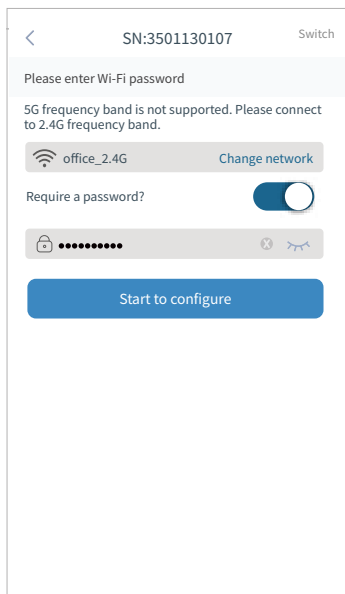 SN:3501130107
Switch
Please enter Wi-Fi password
5G frequency band is not supported. Please connect
to 2.4G frequency band.
office_2.4G
Change network
Require a password?
••••••••••
Start to configure